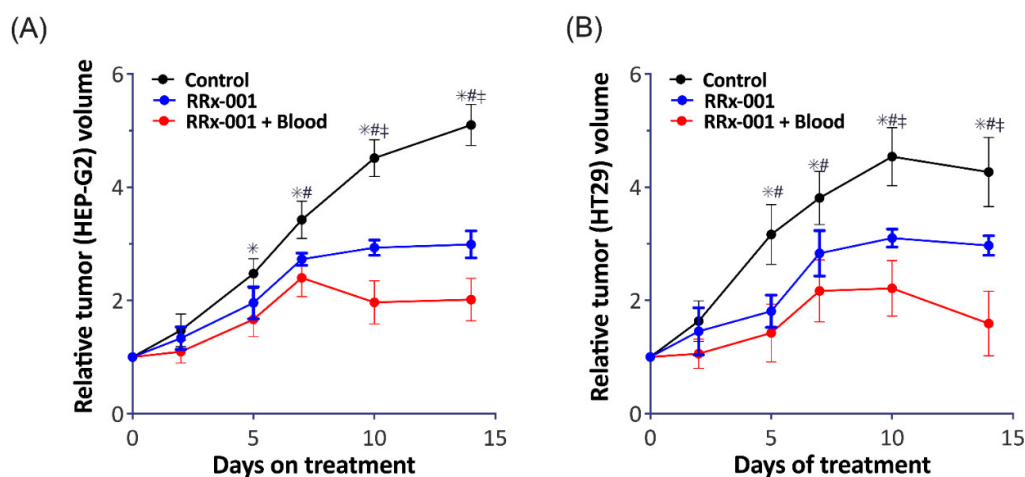 (A)
Relative tumor (HEP-G2) volume
6
4
2
0
Control
RRx-001
RRx-001 + Blood
✳
✳#
✳#‡
✳#‡
0
5
10
15
Days on treatment
(B)
Relative tumor (HT29) volume
6
4
2
0
Control
RRx-001
RRx-001 + Blood
✳#
✳#
✳#‡
✳#‡
0
5
10
15
Days of treatment